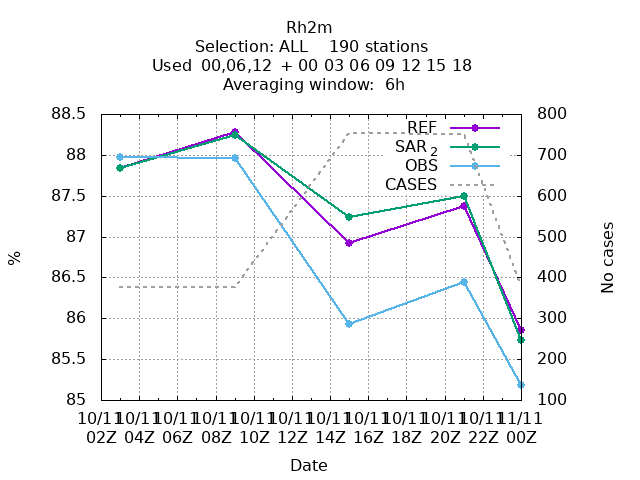 Rh2m
Selection: ALL    190 stations
Used  00,06,12  + 00 03 06 09 12 15 18
Averaging window:  6h
88.5
88
87.5
87
86.5
86
85.5
85
%
800
700
600
500
400
300
200
100
No cases
REF
SAR 2
OBS
CASES
10/11 10/11 10/11 10/11 10/11 10/11 10/11 10/11 10/11 10/11 10/11 11/11
02Z 04Z 06Z 08Z 10Z 12Z 14Z 16Z 18Z 20Z 22Z 00Z
Date